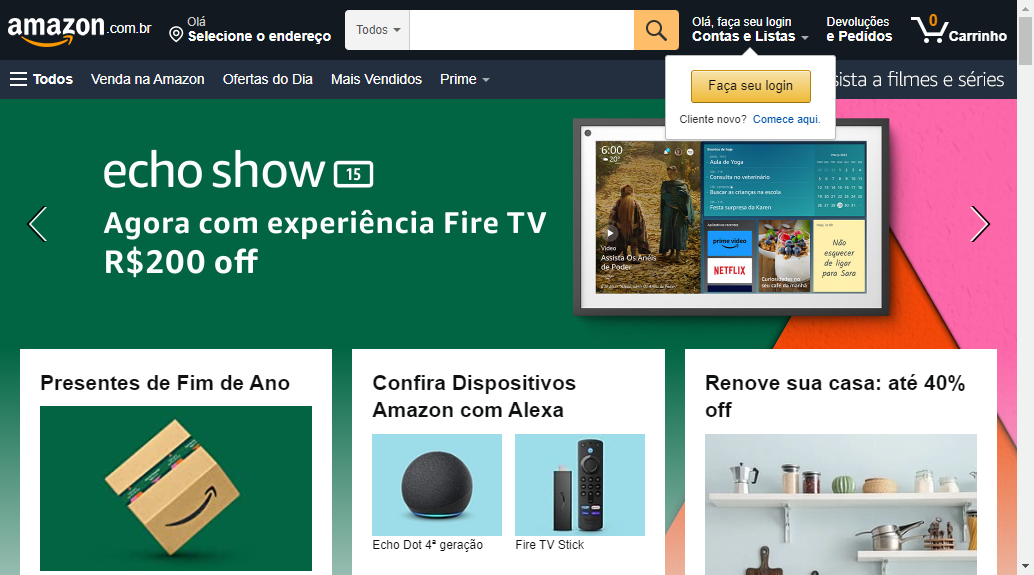 amazon.com.br
Olá
Selecione o endereço
Todos
Olá, faça seu login
Contas e Listas
Devoluções
e Pedidos
0
Carrinho
Todos
Venda na Amazon
Ofertas do Dia
Mais Vendidos
Prime
sista a filmes e séries
Faça seu login
Cliente novo? Comece aqui.
echo show 15
Agora com experiência Fire TV
R$200 off
6:00
20°
Vídeo
Assista Os Anéis
de Poder
Eventos de hoje
Aula de Yoga
Consulta no veterinário
Buscar as crianças na escola
Festa surpresa da Karen
prime video
NETFLIX
Curiosidades no
seu café da manhã
Não
esquecer
de ligar
para Sara
Presentes de Fim de Ano
Confira Dispositivos
Amazon com Alexa
Echo Dot 4ª geração
Fire TV Stick
Renove sua casa: até 40%
off